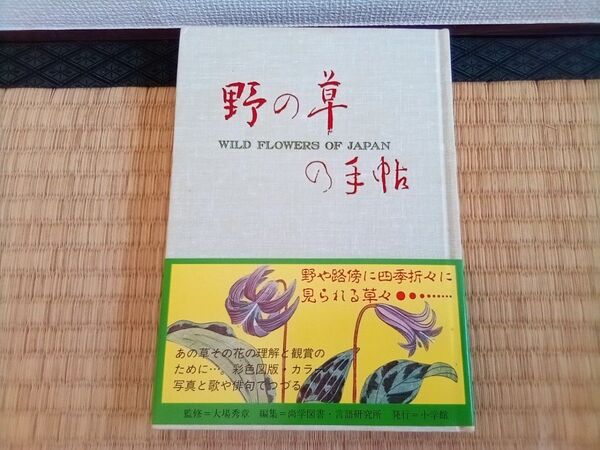 野の草
WILD FLOWERS OF JAPAN
の手帖
野や路傍に四季折々に
見られる草々●●●………
あの草その花の理解と観賞の
ために…。彩色図版・カラー
写真と歌や俳句でつづる。
監修＝大場秀章 編集＝尚学図書・言語研究所 発行＝小学館